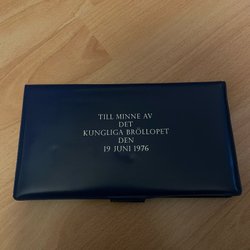 TILL MINNE AV
DET
KUNGLIGA BRÖLLOPET
DEN
19 JUNI 1976